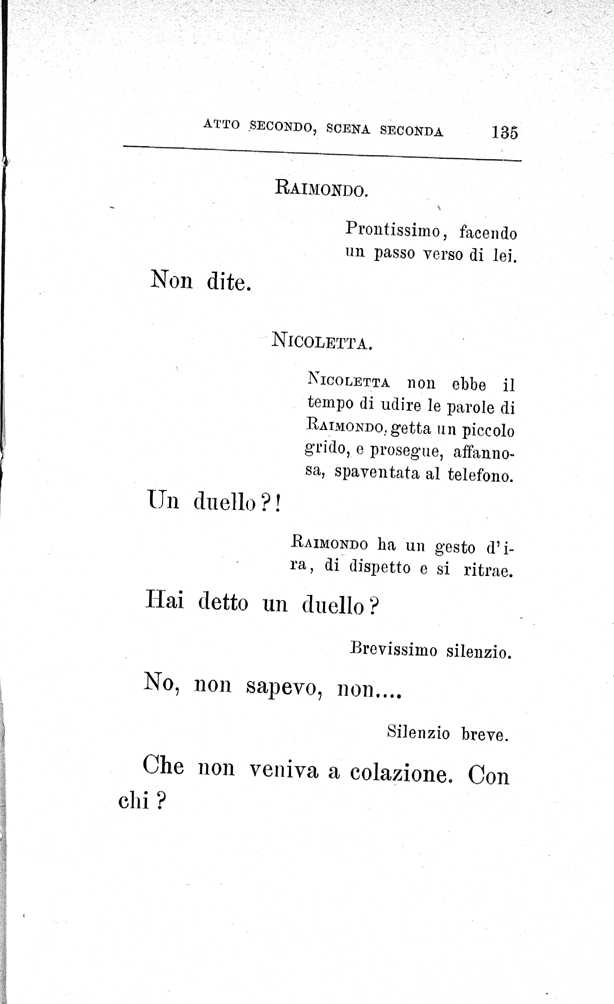 ATTO SECONDO, SCENA SECONDA 135
RAIMONDO.
Prontissimo, facendo
un passo verso di lei.
Non dite.
NICOLETTA.
NICOLETTA non ebbe il
tempo di udire le parole di
RAIMONDO, getta un piccolo
grido, e prosegue, affanno-
sa, spaventata al telefono.
Un duello?!
RAIMONDO ha un gesto d'i-
ra, di dispetto e si ritrae.
Hai detto un duello?
Brevissimo silenzio.
No, non sapevo, non....
Silenzio breve.
Che non veniva a colazione. Con
chi?